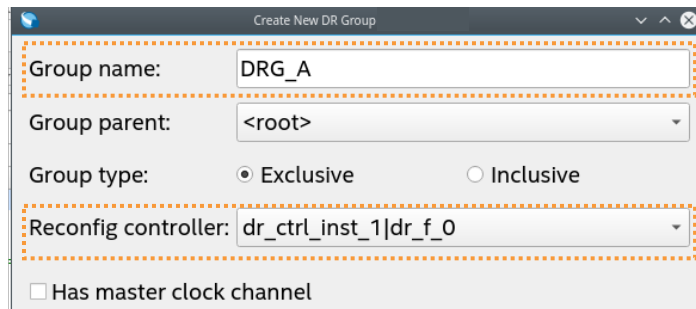 Create New DR Group
Group name: DRG_A
Group parent: <root>
Group type: Exclusive Inclusive
Reconfig controller: dr_ctrl_inst_1|dr_f_0
Has master clock channel